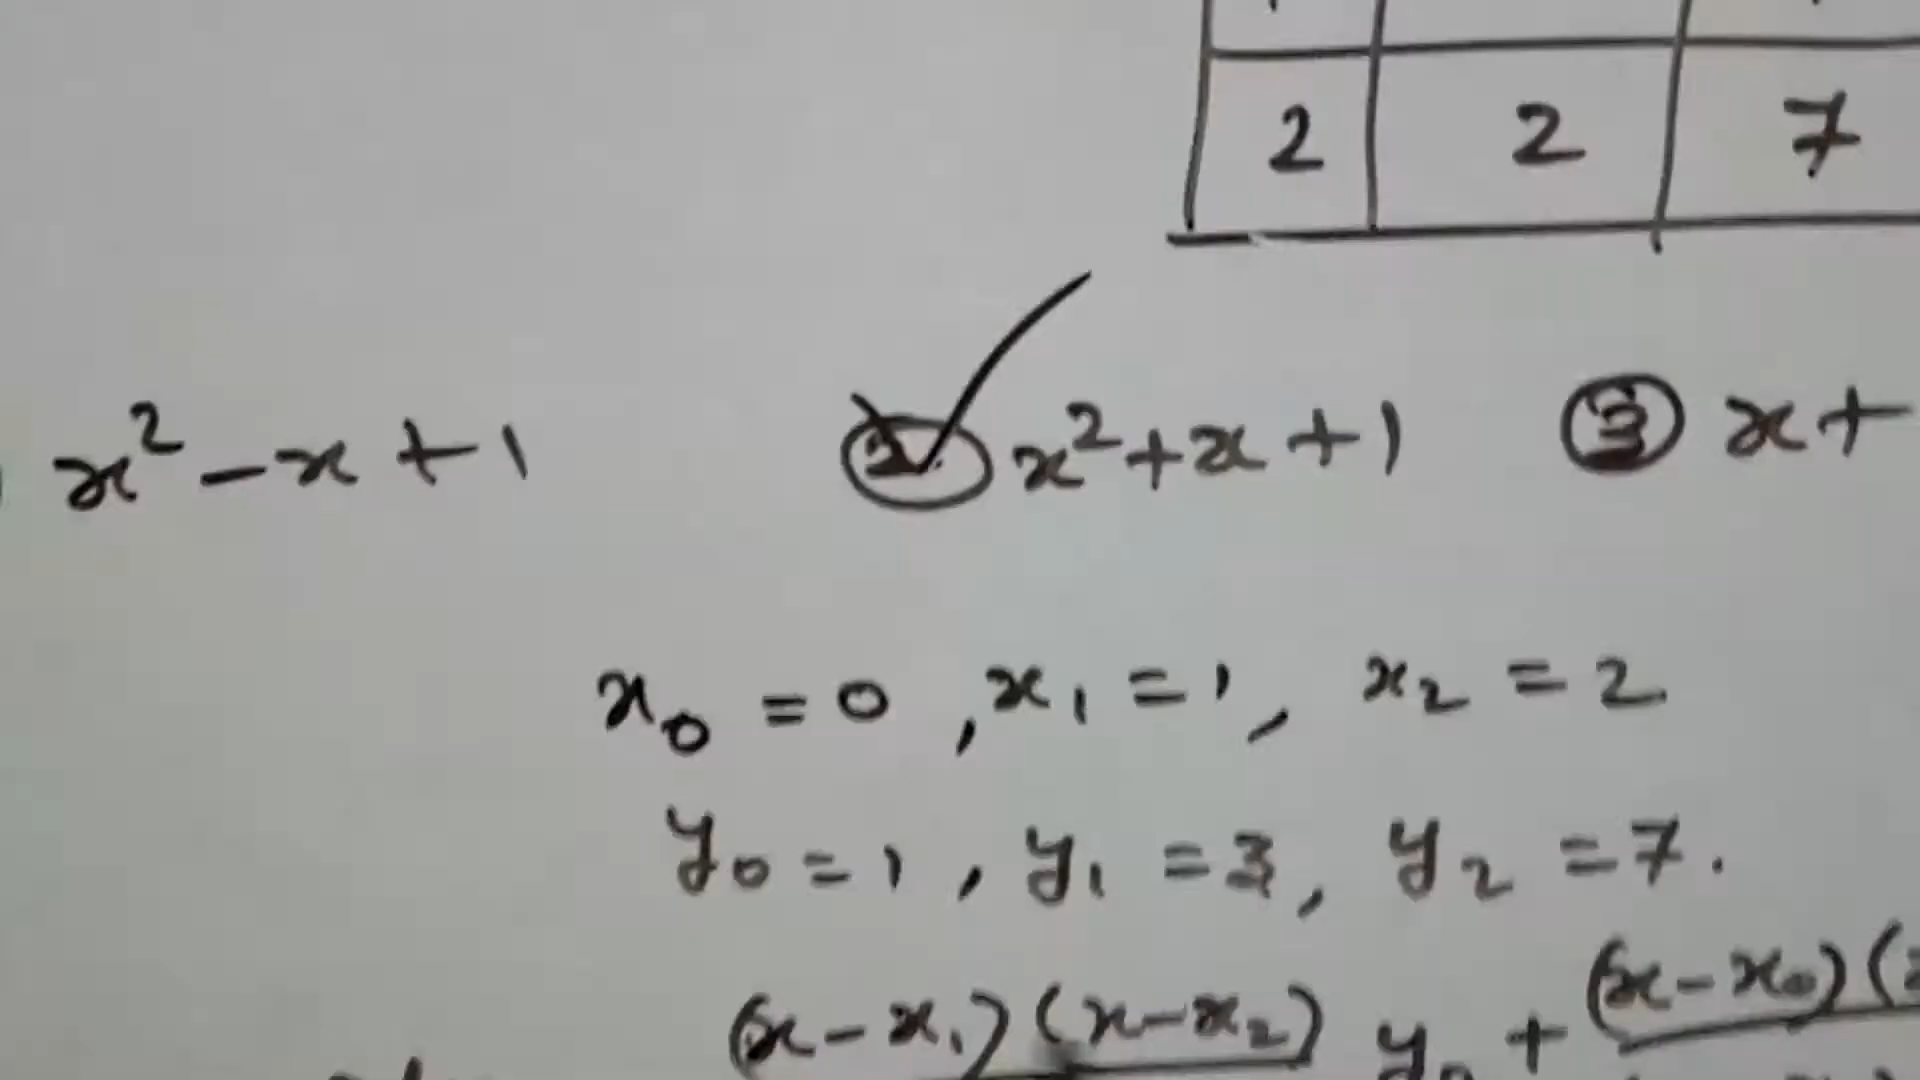 2 2 7
x² - x + 1 ② x² + x + 1 ③ x +
x₀ = 0 , x₁ = 1, x₂ = 2
y₀ = 1 , y₁ = 3, y₂ = 7.
(x - x₁) (x - x₂) y₀ + (x - x₀) (